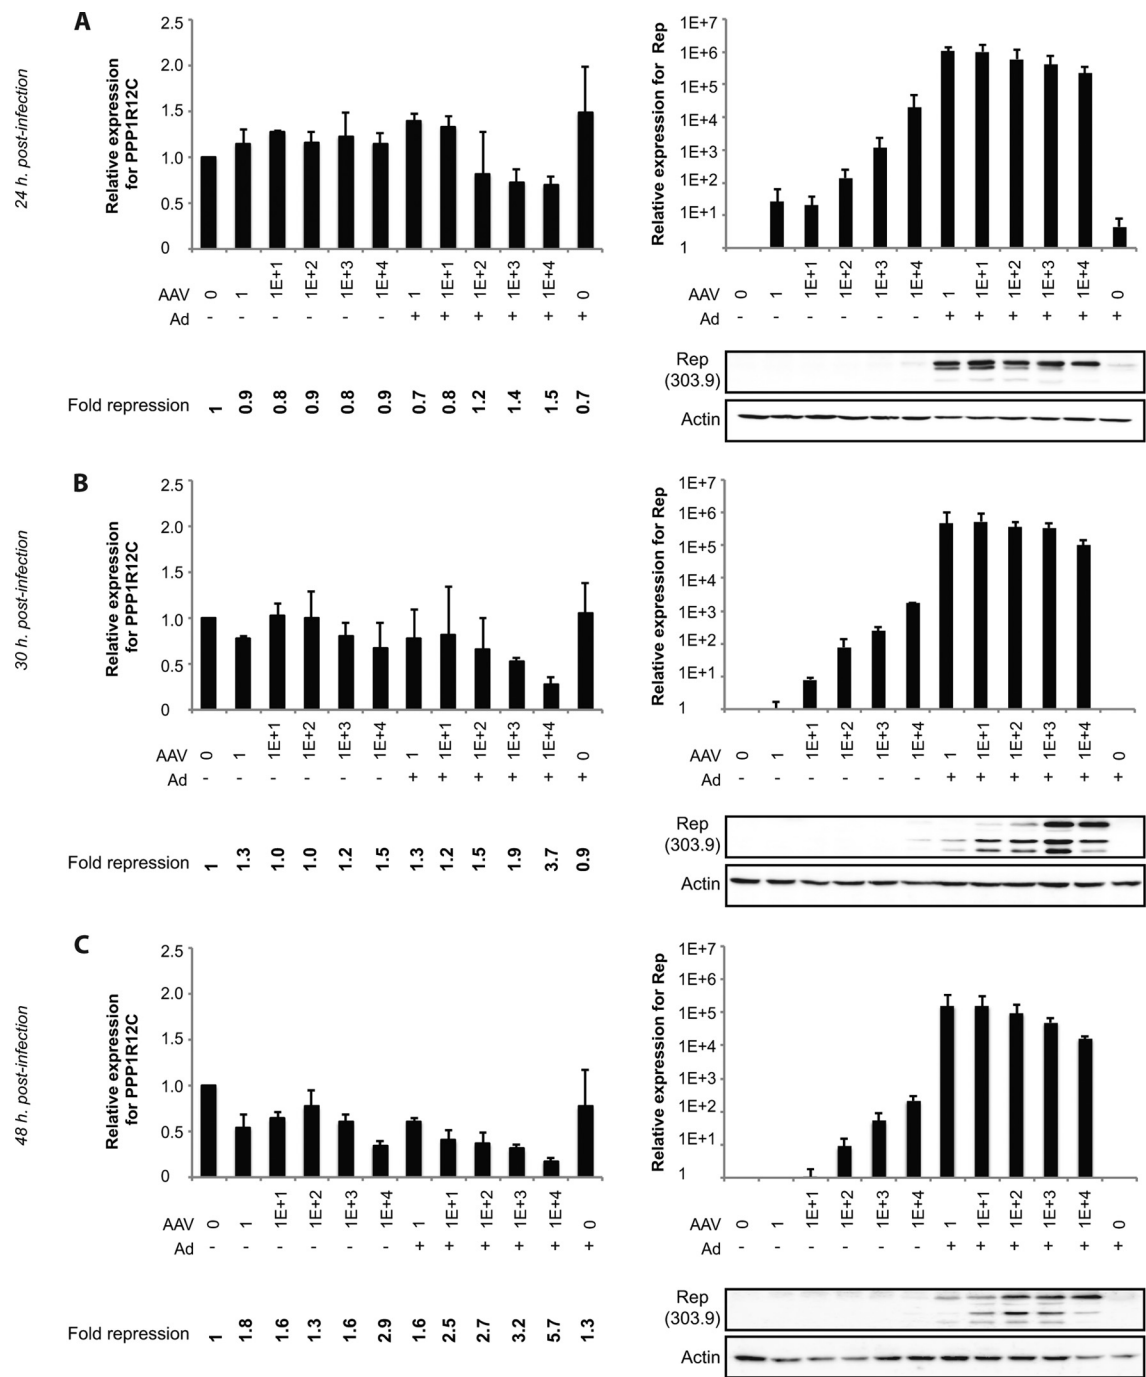 A
24 h. post-infection
Relative expression
for PPP1R12C
2.5
2.0
1.5
1.0
0.5
0
AAV 0 1 1E+1 1E+2 1E+3 1E+4 1 1E+1 1E+2 1E+3 1E+4 0
Ad - - - - - - + + + + + +
Fold repression 1 0.9 0.8 0.9 0.8 0.9 0.7 0.8 1.2 1.4 1.5 0.7
Relative expression for Rep
1E+7
1E+6
1E+5
1E+4
1E+3
1E+2
1E+1
1
AAV 0 1 1E+1 1E+2 1E+3 1E+4 1 1E+1 1E+2 1E+3 1E+4 0
Ad - - - - - - + + + + + +
Rep
(303.9)
Actin
B
30 h. post-infection
Relative expression
for PPP1R12C
2.5
2.0
1.5
1.0
0.5
0
AAV 0 1 1E+1 1E+2 1E+3 1E+4 1 1E+1 1E+2 1E+3 1E+4 0
Ad - - - - - - + + + + + +
Fold repression 1 1.3 1.0 1.0 1.2 1.5 1.3 1.2 1.5 1.9 3.7 0.9
Relative expression for Rep
1E+7
1E+6
1E+5
1E+4
1E+3
1E+2
1E+1
1
AAV 0 1 1E+1 1E+2 1E+3 1E+4 1 1E+1 1E+2 1E+3 1E+4 0
Ad - - - - - - + + + + + +
Rep
(303.9)
Actin
C
48 h. post-infection
Relative expression
for PPP1R12C
2.5
2.0
1.5
1.0
0.5
0
AAV 0 1 1E+1 1E+2 1E+3 1E+4 1 1E+1 1E+2 1E+3 1E+4 0
Ad - - - - - - + + + + + +
Fold repression 1 1.8 1.6 1.3 1.6 2.9 1.6 2.5 2.7 3.2 5.7 1.3
Relative expression for Rep
1E+7
1E+6
1E+5
1E+4
1E+3
1E+2
1E+1
1
AAV 0 1 1E+1 1E+2 1E+3 1E+4 1 1E+1 1E+2 1E+3 1E+4 0
Ad - - - - - - + + + + + +
Rep
(303.9)
Actin